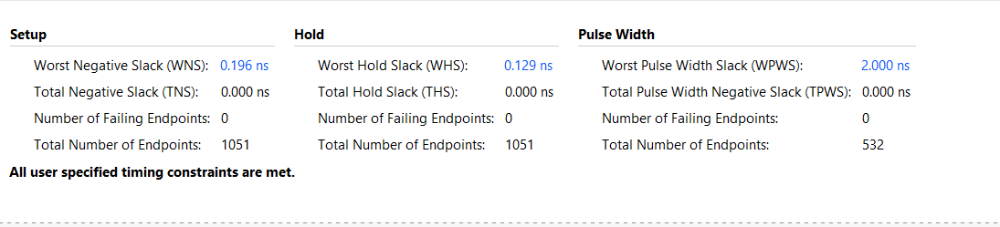 Setup
Worst Negative Slack (WNS): 0.196 ns
Total Negative Slack (TNS): 0.000 ns
Number of Failing Endpoints: 0
Total Number of Endpoints: 1051
Hold
Worst Hold Slack (WHS): 0.129 ns
Total Hold Slack (THS): 0.000 ns
Number of Failing Endpoints: 0
Total Number of Endpoints: 1051
Pulse Width
Worst Pulse Width Slack (WPWS): 2.000 ns
Total Pulse Width Negative Slack (TPWS): 0.000 ns
Number of Failing Endpoints: 0
Total Number of Endpoints: 532
All user specified timing constraints are met.